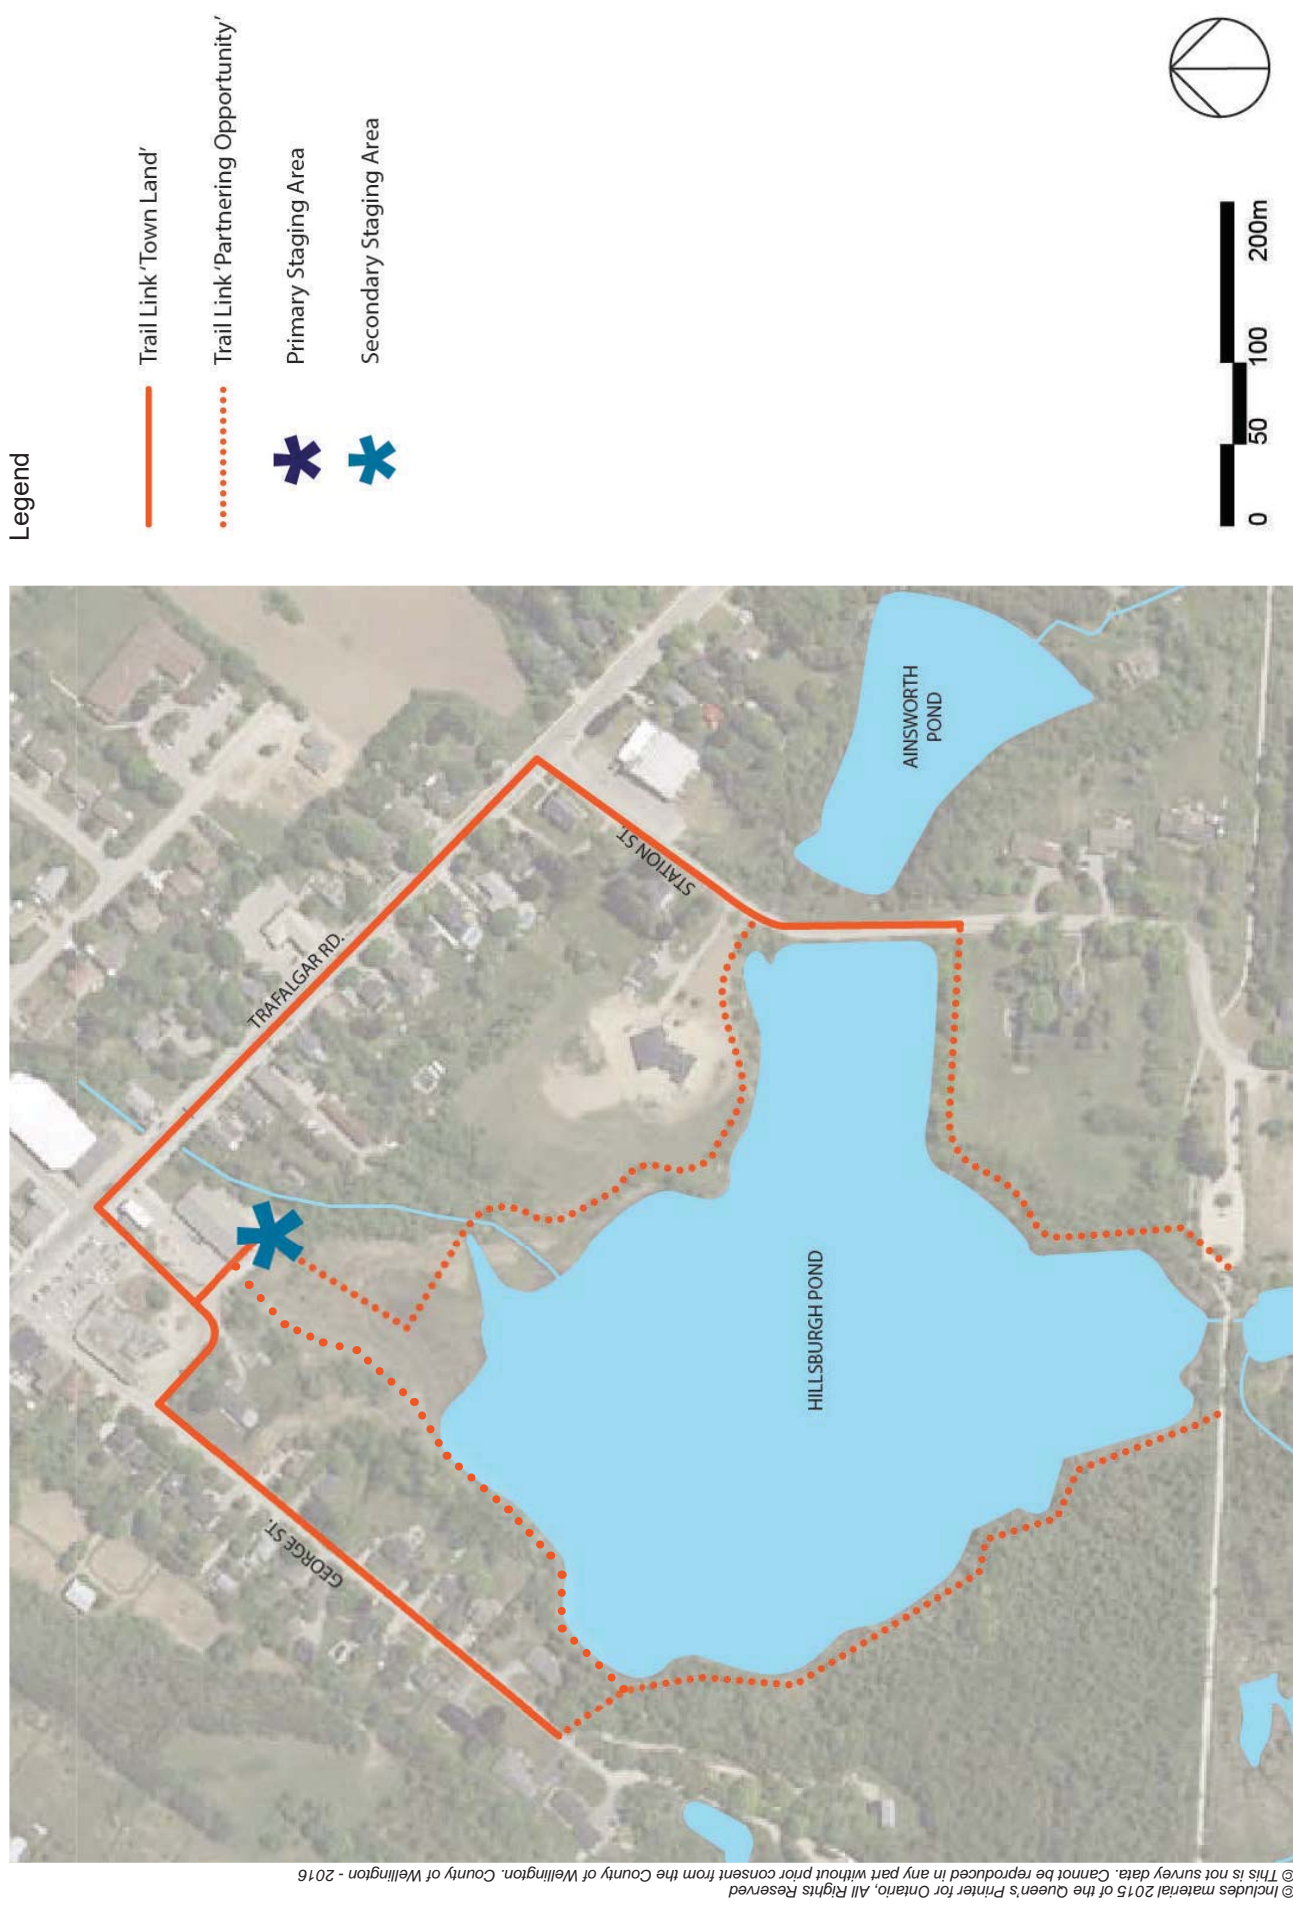 Legend
Trail Link ‘Town Land’
Trail Link ‘Partnering Opportunity’
Primary Staging Area
Secondary Staging Area
0 50 100 200m
TRAFALGAR RD.
STATION ST.
GEORGE ST.
AINSWORTH
POND
HILLSBURGH POND
© Includes material 2015 of the Queen's Printer for Ontario, All Rights Reserved
© This is not survey data. Cannot be reproduced in any part without prior consent from the County of Wellington. County of Wellington - 2016